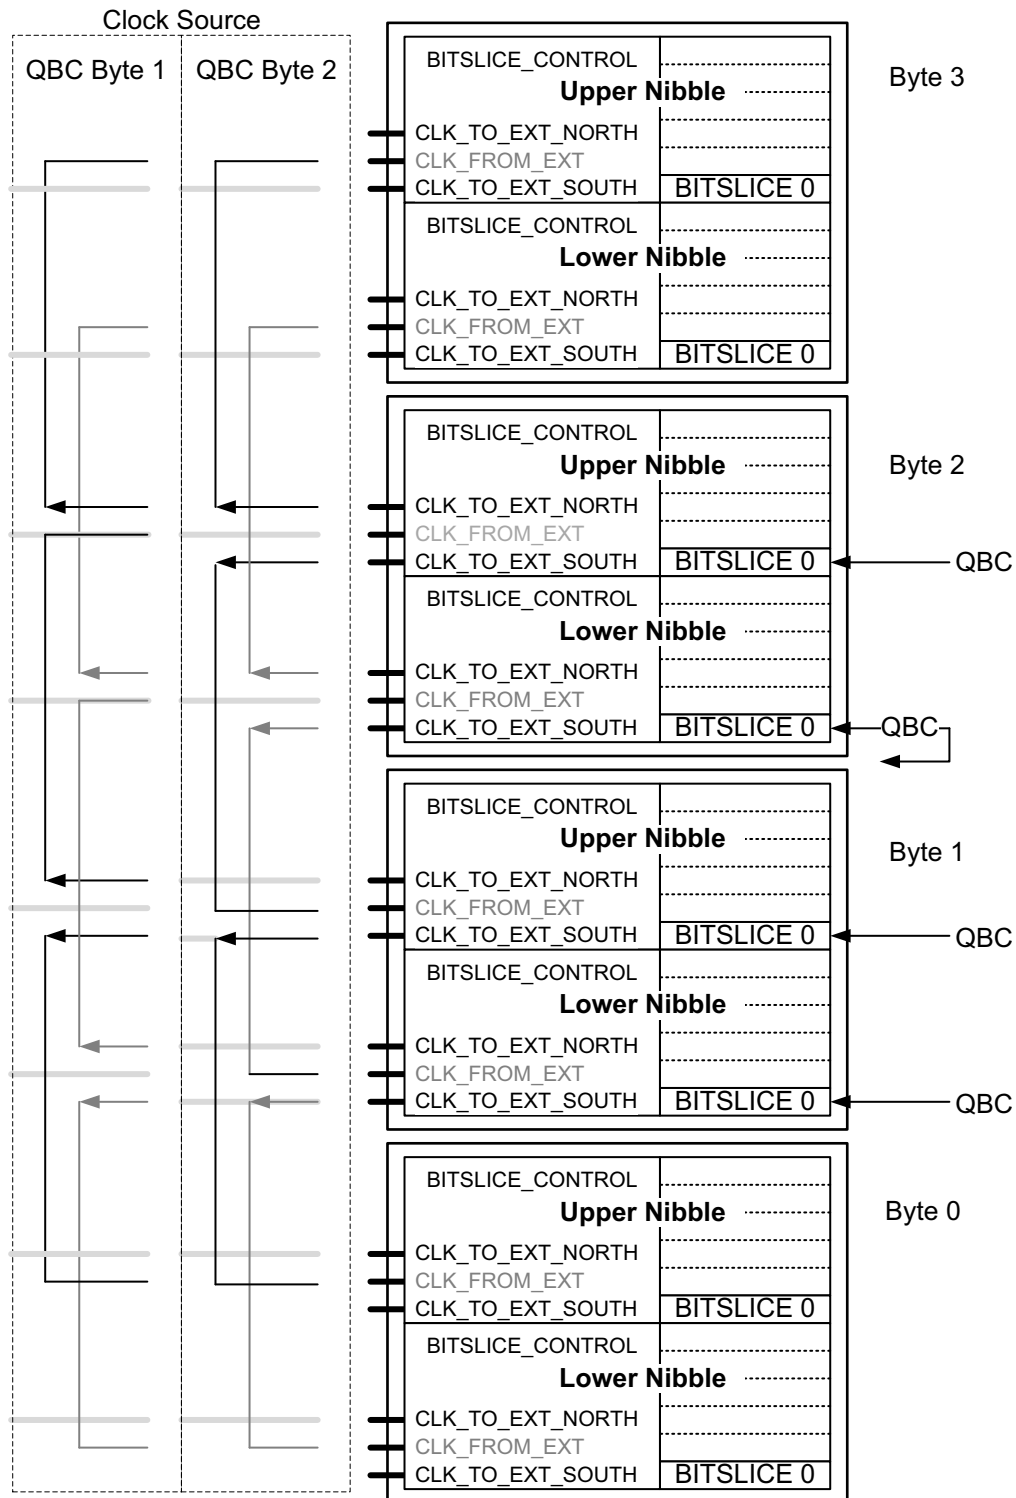 Clock Source
QBC Byte 1
QBC Byte 2
BITSLICE_CONTROL
Upper Nibble
CLK_TO_EXT_NORTH
CLK_FROM_EXT
CLK_TO_EXT_SOUTH
BITSLICE 0
BITSLICE_CONTROL
Lower Nibble
CLK_TO_EXT_NORTH
CLK_FROM_EXT
CLK_TO_EXT_SOUTH
BITSLICE 0
Byte 3
BITSLICE_CONTROL
Upper Nibble
CLK_TO_EXT_NORTH
CLK_FROM_EXT
CLK_TO_EXT_SOUTH
BITSLICE 0
QBC
BITSLICE_CONTROL
Lower Nibble
CLK_TO_EXT_NORTH
CLK_FROM_EXT
CLK_TO_EXT_SOUTH
BITSLICE 0
QBC
Byte 2
BITSLICE_CONTROL
Upper Nibble
CLK_TO_EXT_NORTH
CLK_FROM_EXT
CLK_TO_EXT_SOUTH
BITSLICE 0
QBC
BITSLICE_CONTROL
Lower Nibble
CLK_TO_EXT_NORTH
CLK_FROM_EXT
CLK_TO_EXT_SOUTH
BITSLICE 0
QBC
Byte 1
BITSLICE_CONTROL
Upper Nibble
CLK_TO_EXT_NORTH
CLK_FROM_EXT
CLK_TO_EXT_SOUTH
BITSLICE 0
BITSLICE_CONTROL
Lower Nibble
CLK_TO_EXT_NORTH
CLK_FROM_EXT
CLK_TO_EXT_SOUTH
BITSLICE 0
Byte 0